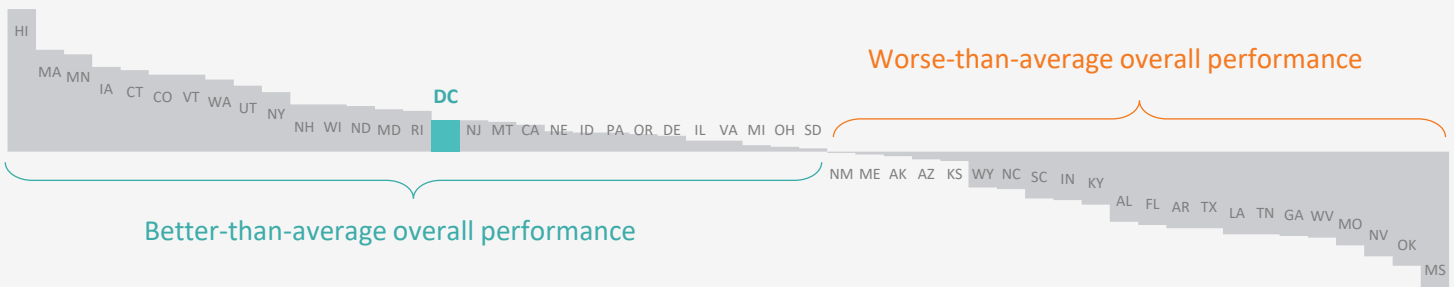 HI
MA MN IA CT CO VT WA UT NY NH WI ND MD RI DC NJ MT CA NE ID PA OR DE IL VA MI OH SD
Worse-than-average overall performance
NM ME AK AZ KS WY NC SC IN KY AL FL AR TX LA TN GA WV MO NV OK MS
Better-than-average overall performance